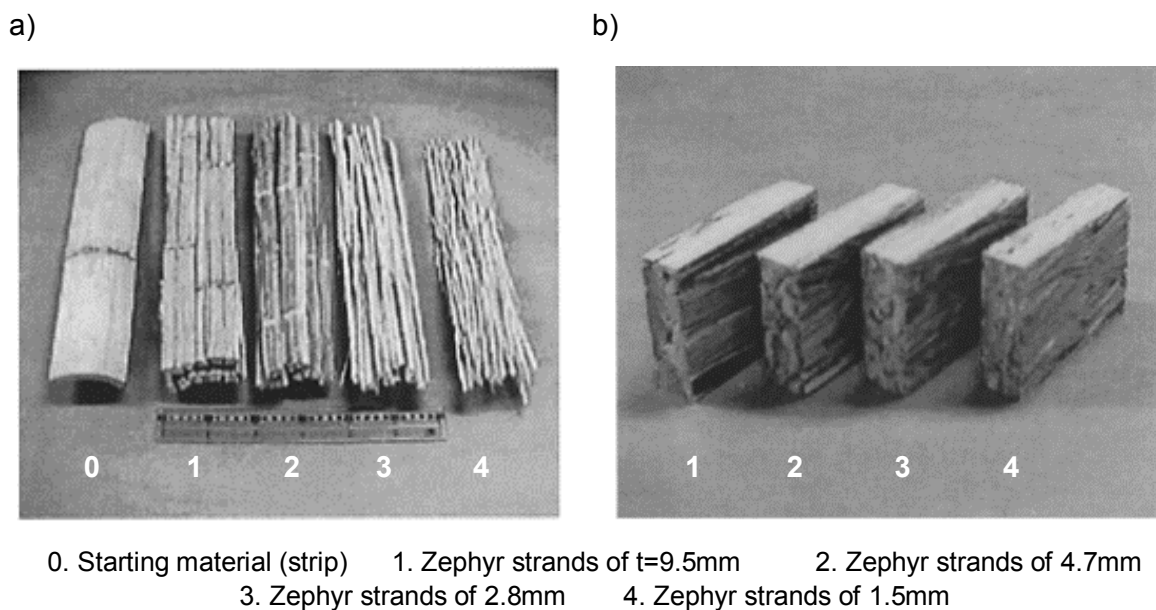 a)
b)
0 1 2 3 4
1 2 3 4
0. Starting material (strip) 1. Zephyr strands of t=9.5mm 2. Zephyr strands of 4.7mm
3. Zephyr strands of 2.8mm 4. Zephyr strands of 1.5mm